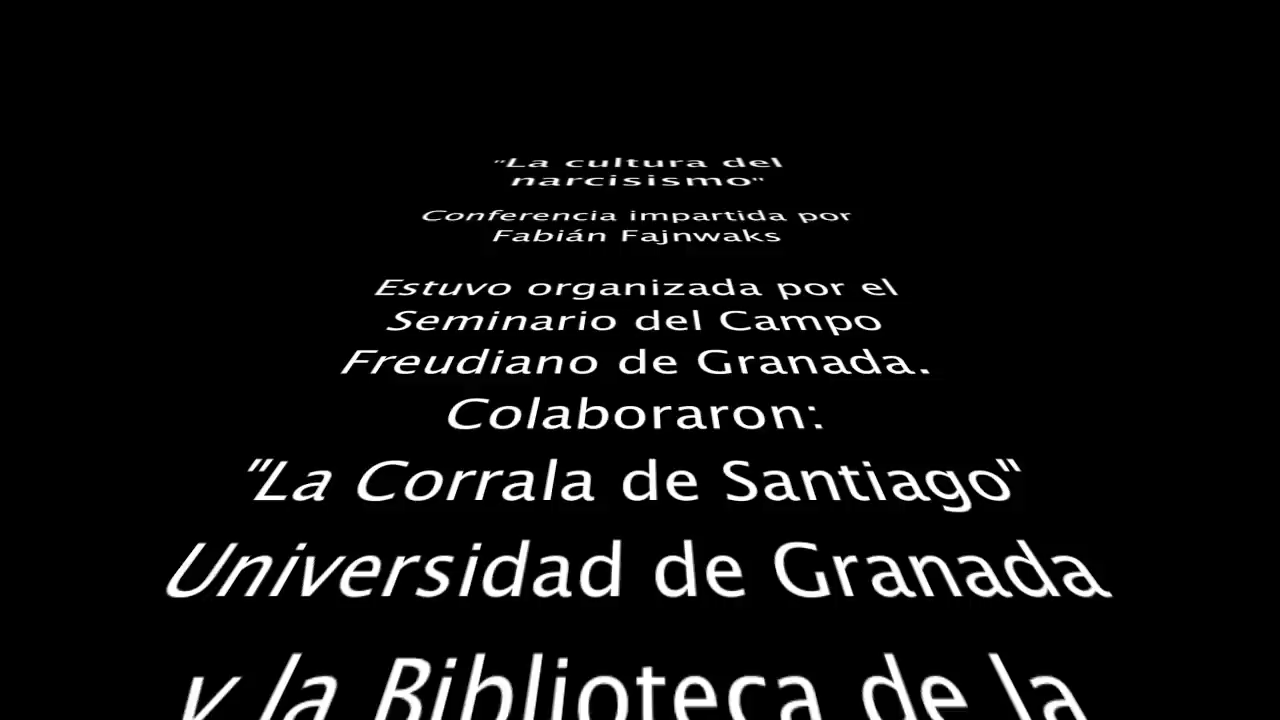 "La cultura del
narcisismo"
Conferencia impartida por
Fabián Fajnwaks
Estuvo organizada por el
Seminario del Campo
Freudiano de Granada.
Colaboraron:
"La Corrala de Santiago"
Universidad de Granada
y la Biblioteca de la